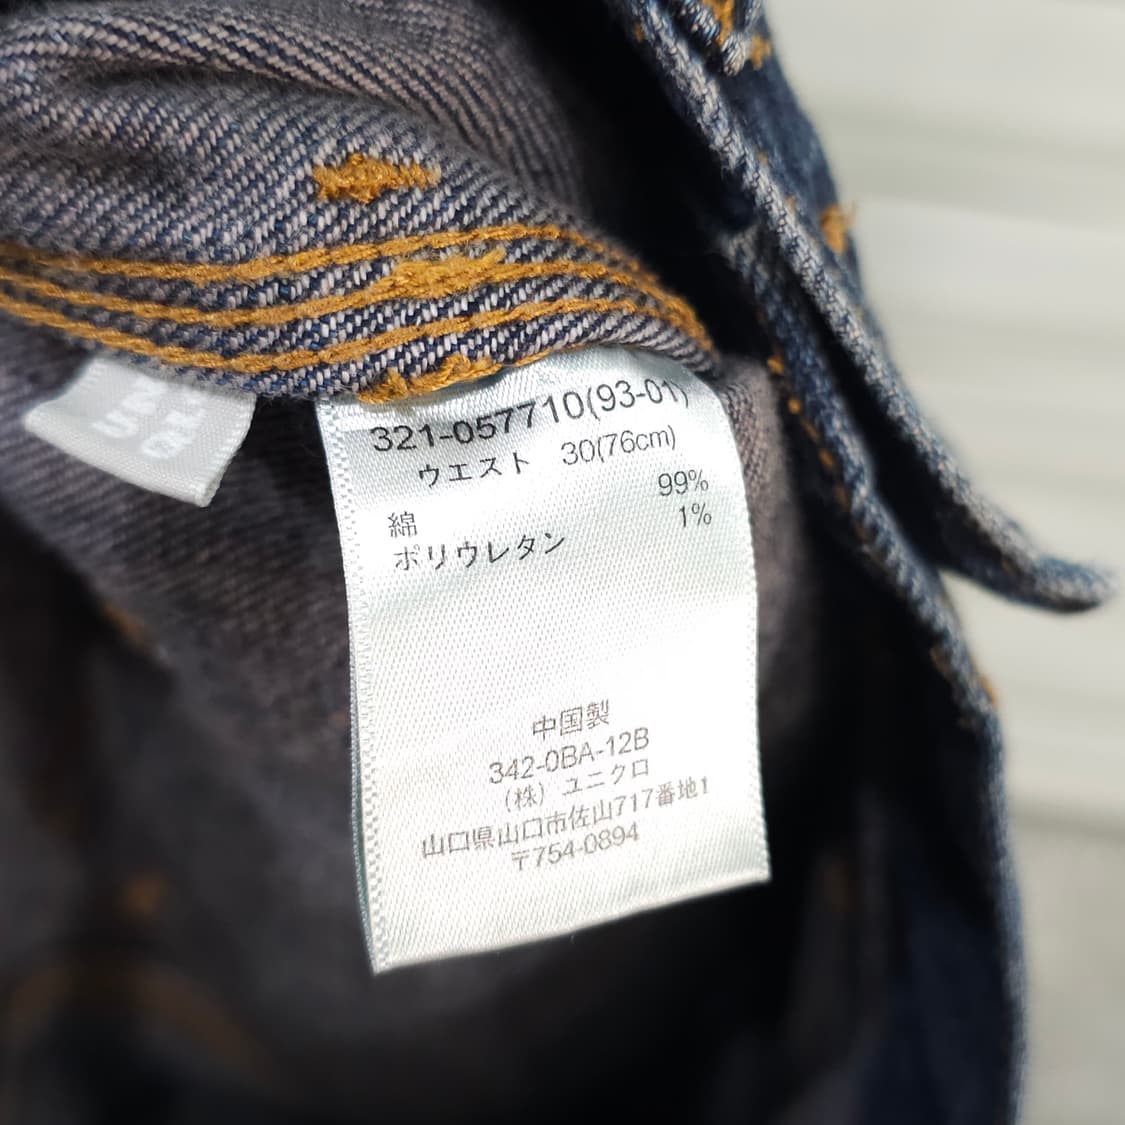 321-057710(93-01)
ウエスト 30(76cm)
綿 99%
ポリウレタン 1%
中国製
342-0BA-12B
(株) ユニクロ
山口県山口市佐山717番地1
〒754-0894